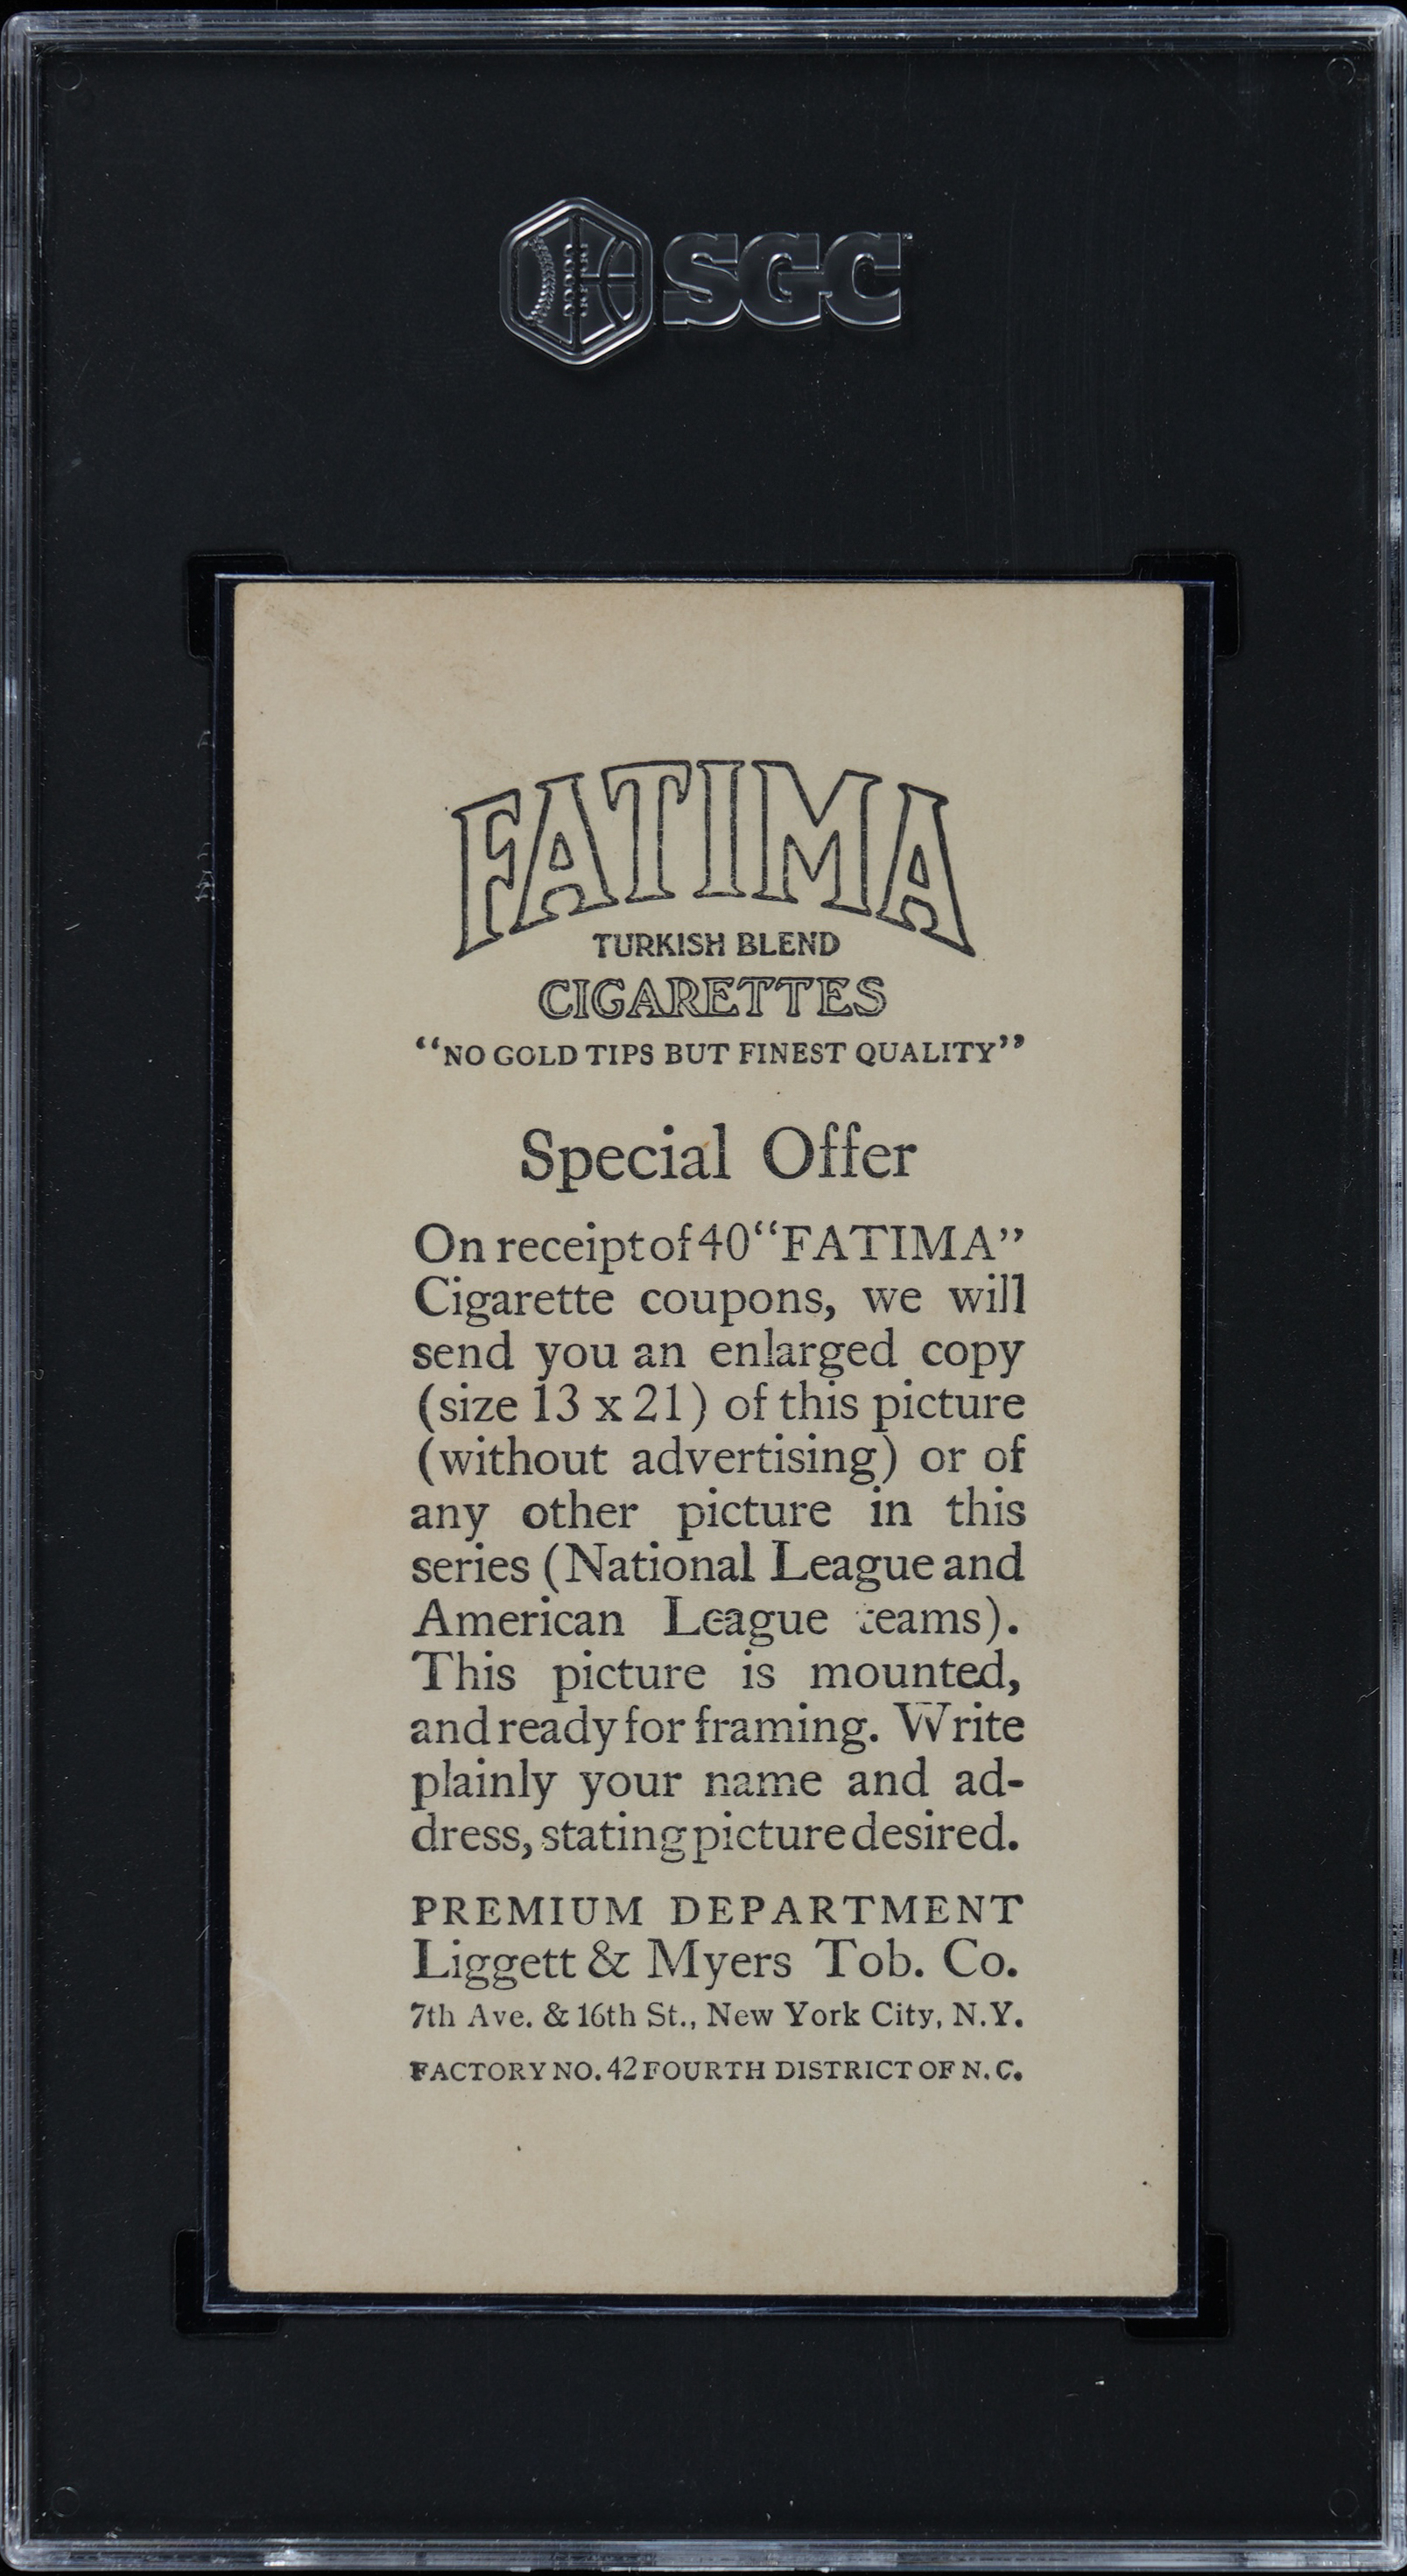 SGC
FATIMA
TURKISH BLEND
CIGARETTES
“NO GOLD TIPS BUT FINEST QUALITY”
Special Offer
On receipt of 40 “FATIMA”
Cigarette coupons, we will
send you an enlarged copy
(size 13 x 21) of this picture
(without advertising) or of
any other picture in this
series (National League and
American League teams).
This picture is mounted,
and ready for framing. Write
plainly your name and ad-
dress, stating picture desired.
PREMIUM DEPARTMENT
Liggett & Myers Tob. Co.
7th Ave. & 16th St., New York City, N.Y.
FACTORY NO. 42 FOURTH DISTRICT OF N.C.